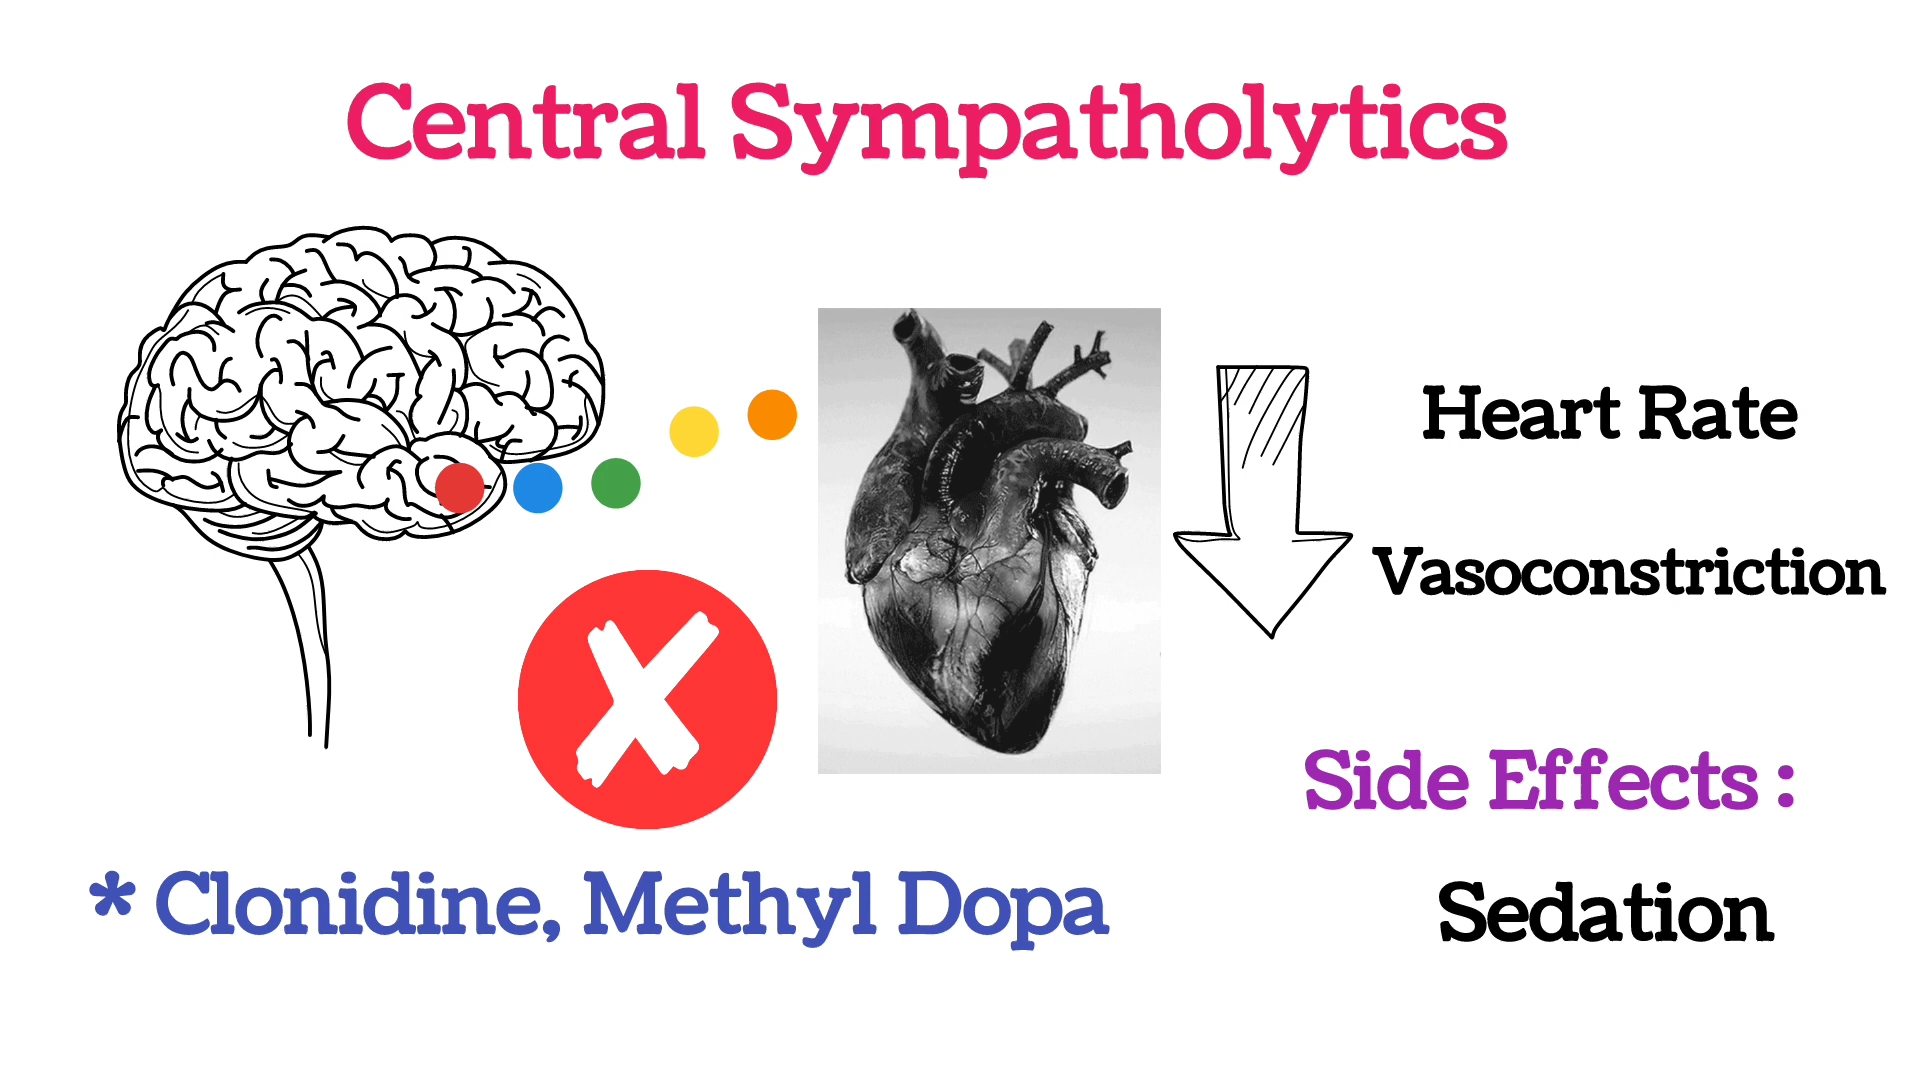 Central Sympatholytics
Heart Rate
Vasoconstriction
Side Effects :
* Clonidine, Methyl Dopa
Sedation